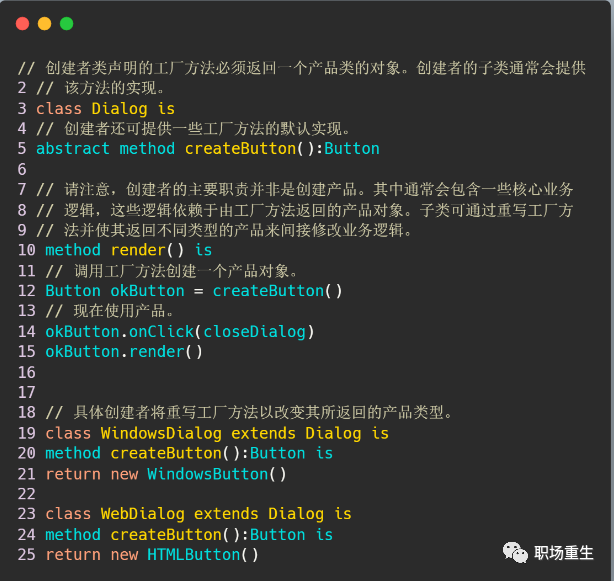 // 创建者类声明的工厂方法必须返回一个产品类的对象。创建者的子类通常会提供
2 // 该方法的实现。
3 class Dialog is
4 // 创建者还可提供一些工厂方法的默认实现。
5 abstract method createButton():Button
6
7 // 请注意，创建者的主要职责并非是创建产品。其中通常会包含一些核心业务
8 // 逻辑，这些逻辑依赖于由工厂方法返回的产品对象。子类可通过重写工厂方
9 // 法并使其返回不同类型的产品来间接修改业务逻辑。
10 method render() is
11 // 调用工厂方法创建一个产品对象。
12 Button okButton = createButton()
13 // 现在使用产品。
14 okButton.onClick(closeDialog)
15 okButton.render()
16
17
18 // 具体创建者将重写工厂方法以改变其所返回的产品类型。
19 class WindowsDialog extends Dialog is
20 method createButton():Button is
21 return new WindowsButton()
22
23 class WebDialog extends Dialog is
24 method createButton():Button is
25 return new HTMLButton()
职场重生